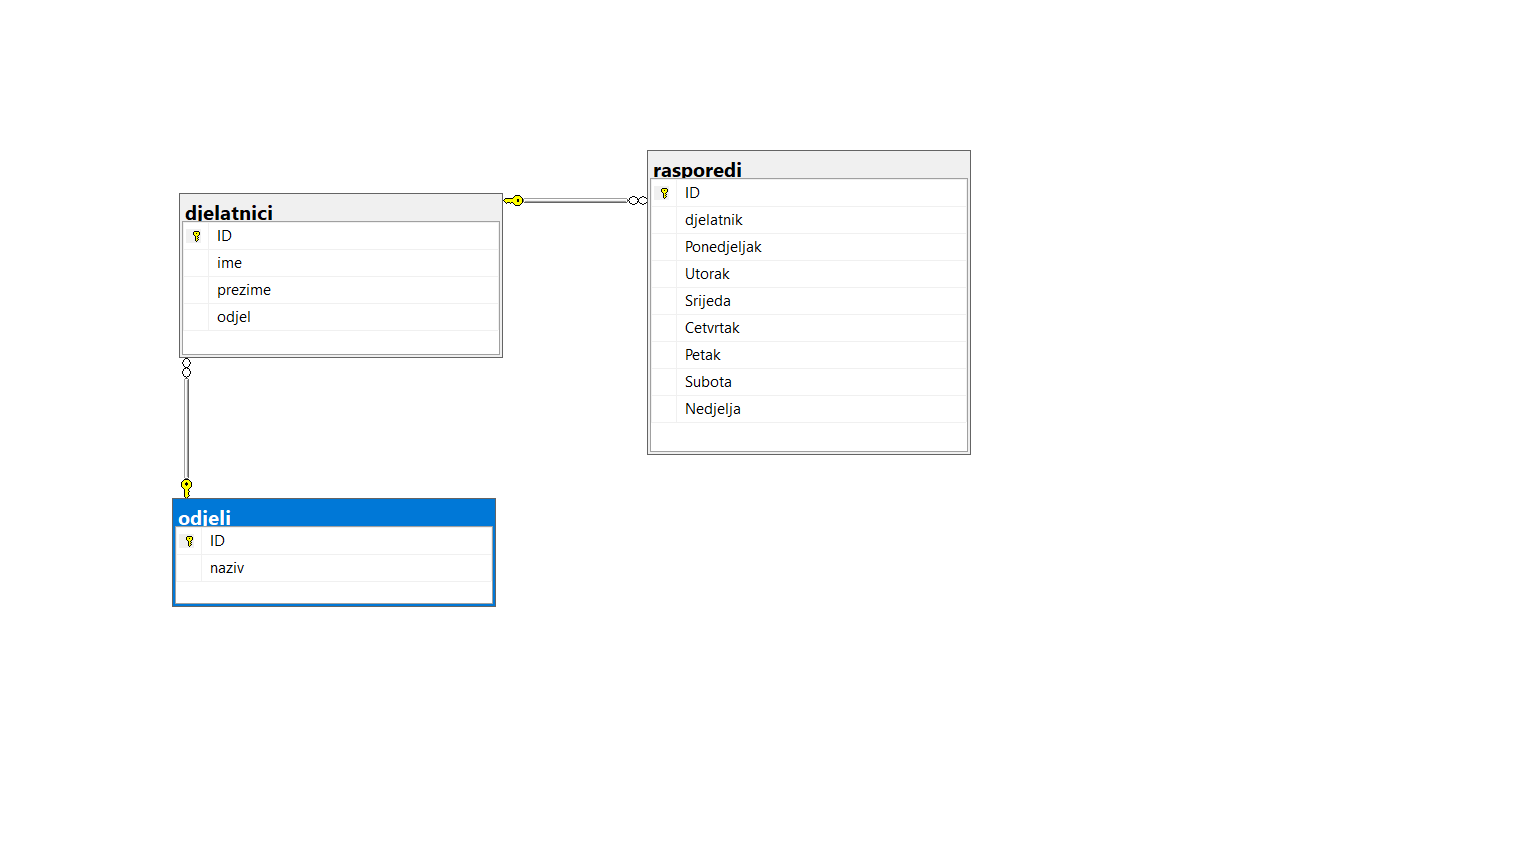 djelatnici
ID
ime
prezime
odjel
rasporedi
ID
djelatnik
Ponedjeljak
Utorak
Srijeda
Cetvrtak
Petak
Subota
Nedjelja
odjeli
ID
naziv